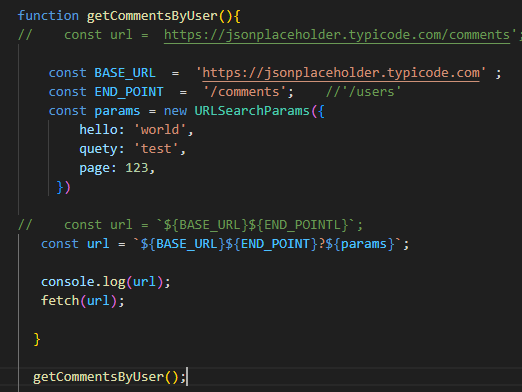 function getCommentsByUser(){
//    const url =  https://jsonplaceholder.typicode.com/comments';
const BASE_URL  =  'https://jsonplaceholder.typicode.com' ;
const END_POINT  =  '/comments';    //'/users'
const params = new URLSearchParams({
hello: 'world',
quety: 'test',
page: 123,
})
//    const url = `${BASE_URL}${END_POINTL}`;
const url = `${BASE_URL}${END_POINT}?${params}`;
console.log(url);
fetch(url);
}
getCommentsByUser();